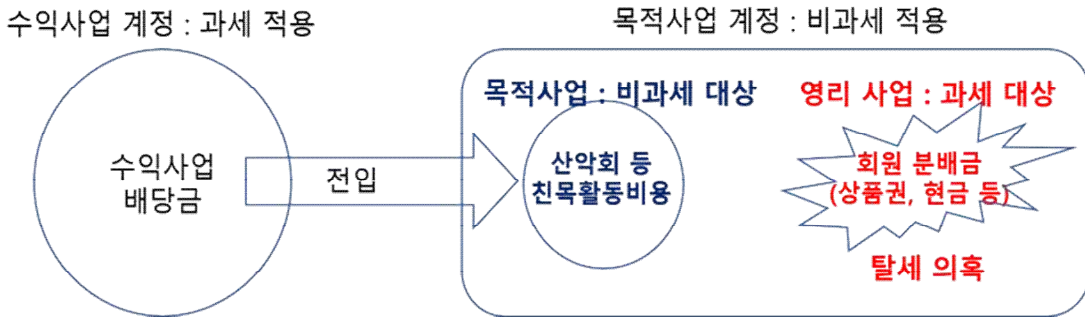 수익사업 계정 : 과세 적용
목적사업 계정 : 비과세 적용
목적사업 : 비과세 대상
영리 사업 : 과세 대상
수익사업
배당금
전입
산악회 등
친목활동비용
회원 분배금
(상품권, 현금 등)
탈세 의혹